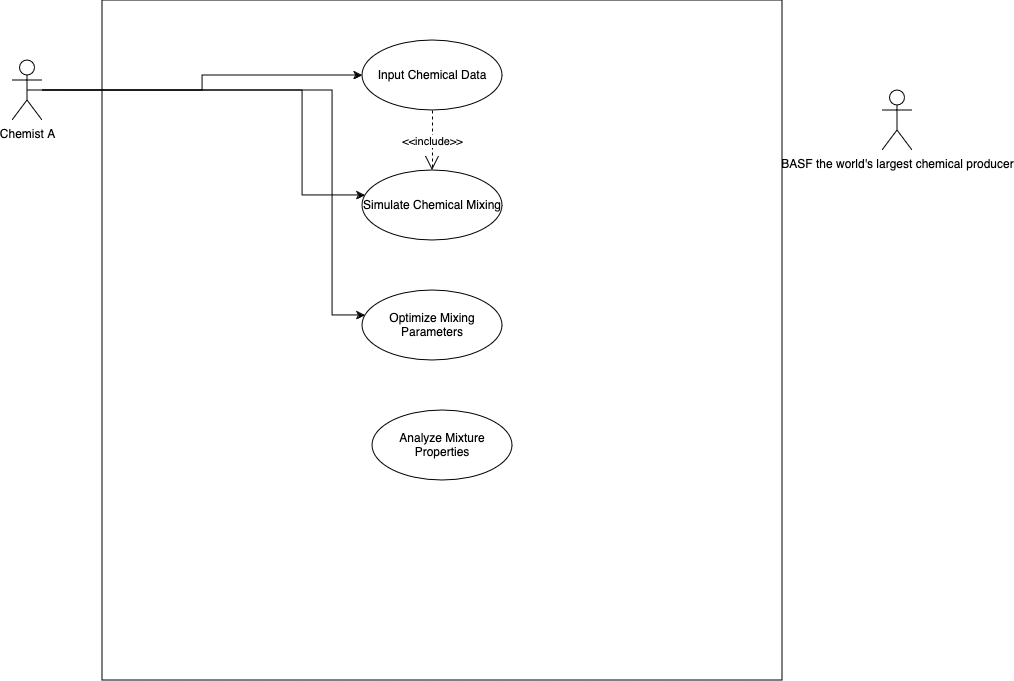 Input Chemical Data
Chemist A
<<include>>
BASF the world's largest chemical producer
Simulate Chemical Mixing
Optimize Mixing
Parameters
Analyze Mixture
Properties